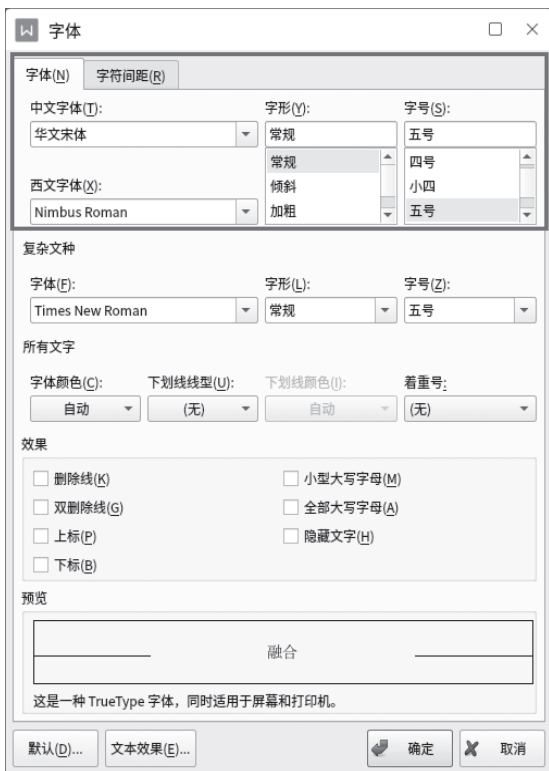 字体
字体(N) 字符间距(R)
中文字体(T): 字形(Y): 字号(S):
华文宋体 常规 五号
常规 四号
西文字体(X): 倾斜 小四
Nimbus Roman 加粗 五号
复杂文种
字体(F): 字形(L): 字号(Z):
Times New Roman 常规 五号
所有文字
字体颜色(C): 下划线线型(U): 下划线颜色(I): 着重号:
自动 (无) 自动 (无)
效果
删除线(K) 小型大写字母(M)
双删除线(G) 全部大写字母(A)
上标(P) 隐藏文字(H)
下标(B)
预览
融合
这是一种 TrueType 字体，同时适用于屏幕和打印机。
默认(D)... 文本效果(E)... 确定 取消